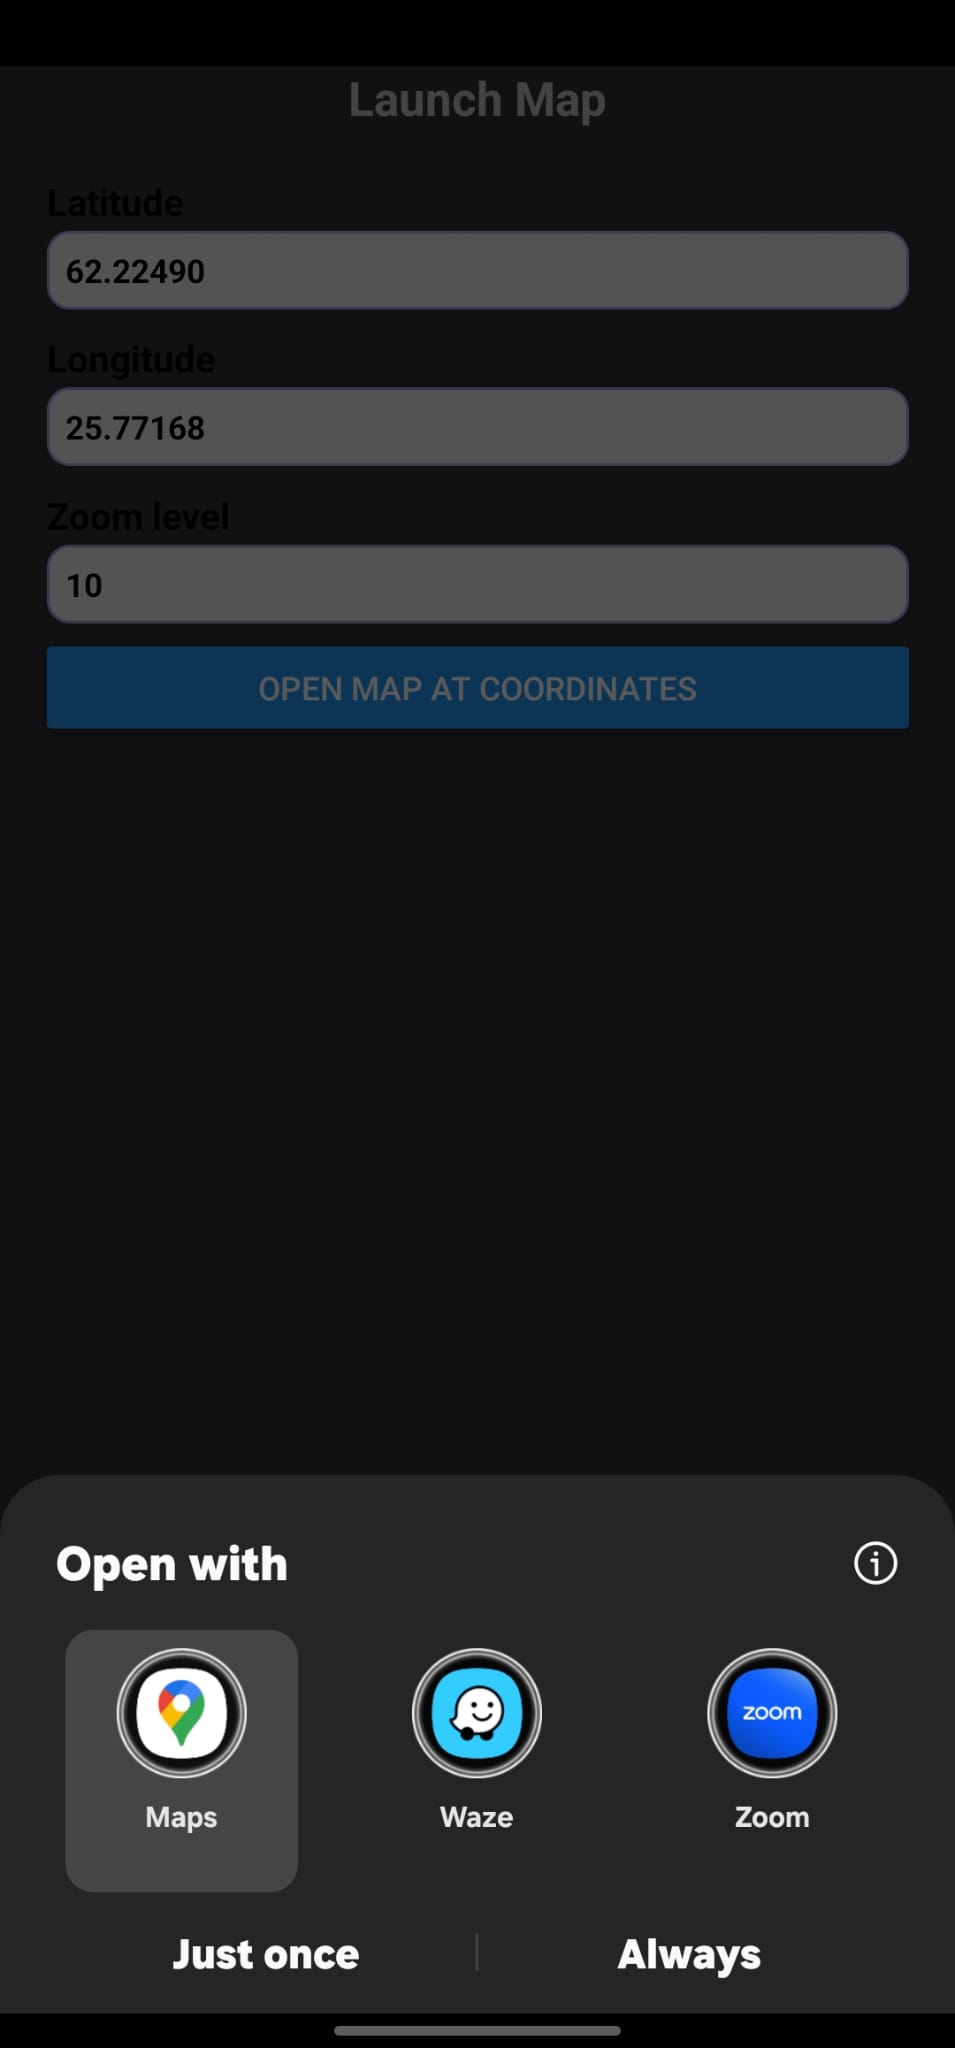 Launch Map
Latitude
62.22490
Longitude
25.77168
Zoom level
10
OPEN MAP AT COORDINATES
Open with
zoom
Maps
Waze
Zoom
Just once
Always